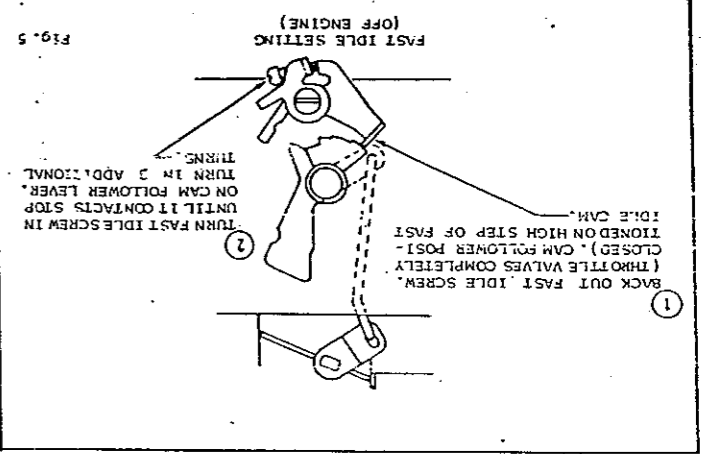 1
BACK OUT FAST IDLE SCREW.
(THROTTLE VALVES COMPLETELY
CLOSED). CAM FOLLOWER POSI-
TIONED ON HIGH STEP OF FAST
IDLE CAM.
2
TURN FAST IDLE SCREW IN
UNTIL IT CONTACTS STOP
ON CAM FOLLOWER LEVER.
TURN IN 3 ADDITIONAL
TURNS.
FAST IDLE SETTING
(OFF ENGINE)
Fig. 5